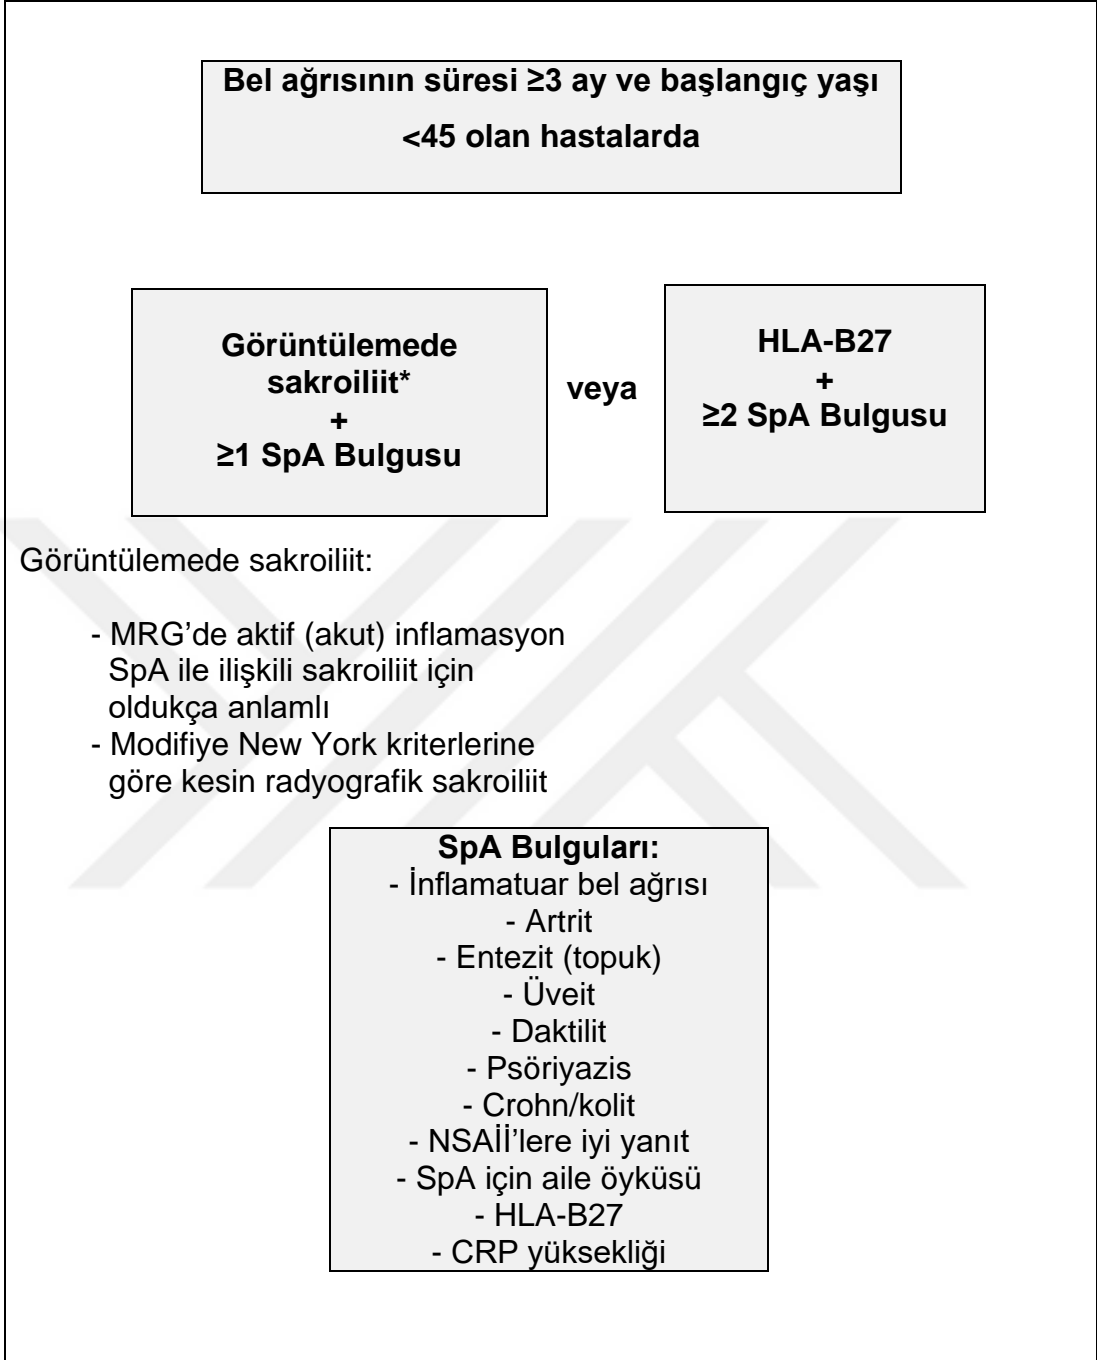 Bel ağrısının süresi ≥3 ay ve başlangıç yaşı
<45 olan hastalarda
Görüntülemede
sakroiliit*
+
≥1 SpA Bulgusu
veya
HLA-B27
+
≥2 SpA Bulgusu
Görüntülemede sakroiliit:
- MRG’de aktif (akut) inflamasyon
SpA ile ilişkili sakroiliit için
oldukça anlamlı
- Modifiye New York kriterlerine
göre kesin radyografik sakroiliit
SpA Bulguları:
- İnflamatuar bel ağrısı
- Artrit
- Entezit (topuk)
- Üveit
- Daktilit
- Psöriyazis
- Crohn/kolit
- NSAİİ’lere iyi yanıt
- SpA için aile öyküsü
- HLA-B27
- CRP yüksekliği